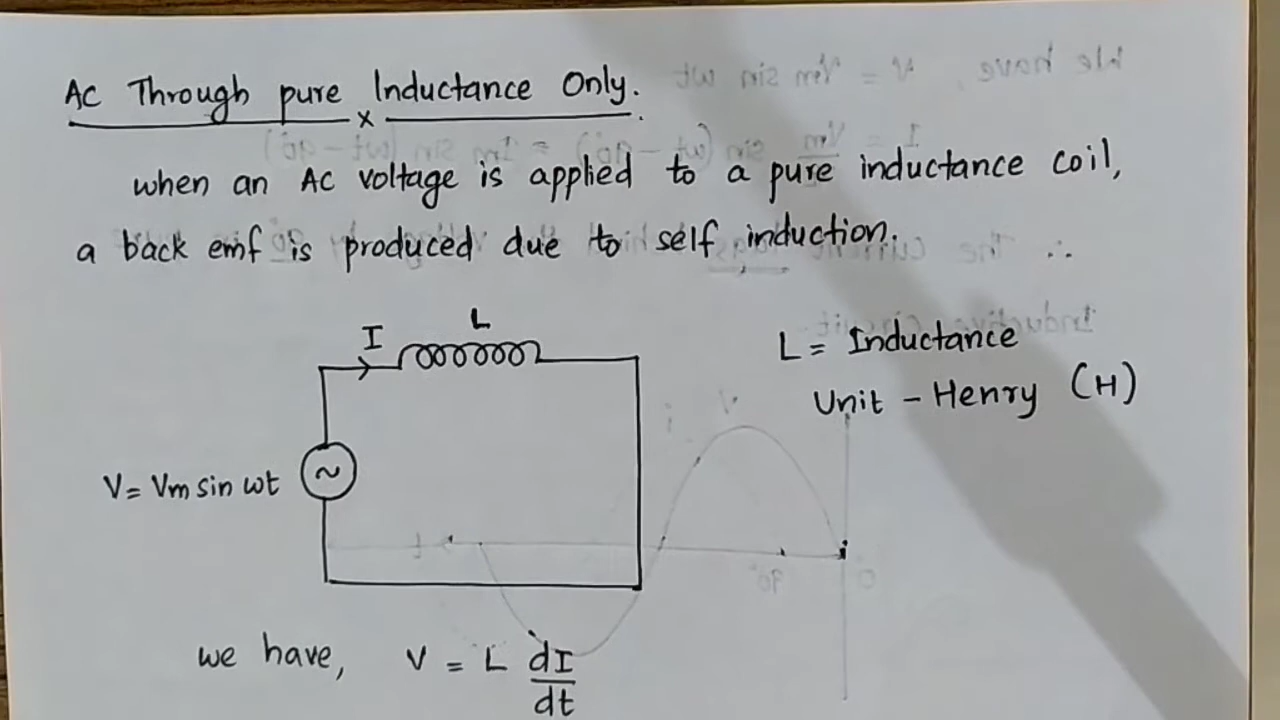 AC Through pure Inductance Only.
x
when an AC voltage is applied to a pure inductance coil,
a back emf is produced due to self induction.
I
L
L = Inductance
Unit - Henry (H)
V = Vm sin ωt
~
we have, V = L dI/dt